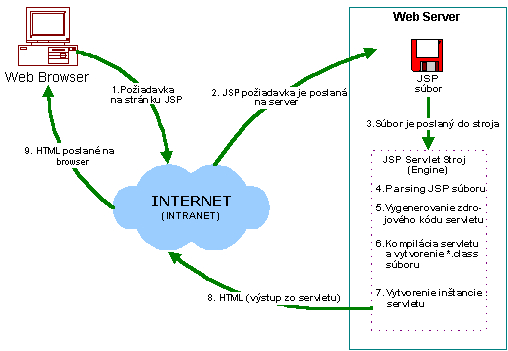 Web Server
Web Browser
1.Požiadavka
na stránku JSP
2. JSP požiadavka je poslaná
na server
JSP
súbor
3.Súbor je poslaný do stroja
JSP Servlet Stroj
(Engine)
4.Parsing JSP súboru
5.Vygenerovanie zdro-
jového kódu servletu
6.Kompilácia servletu
a vytvorenie *.class
súboru
7.Vytvorenie inštancie
servletu
8. HTML (výstup zo servletu)
INTERNET
(INTRANET)
9. HTML poslané na
browser